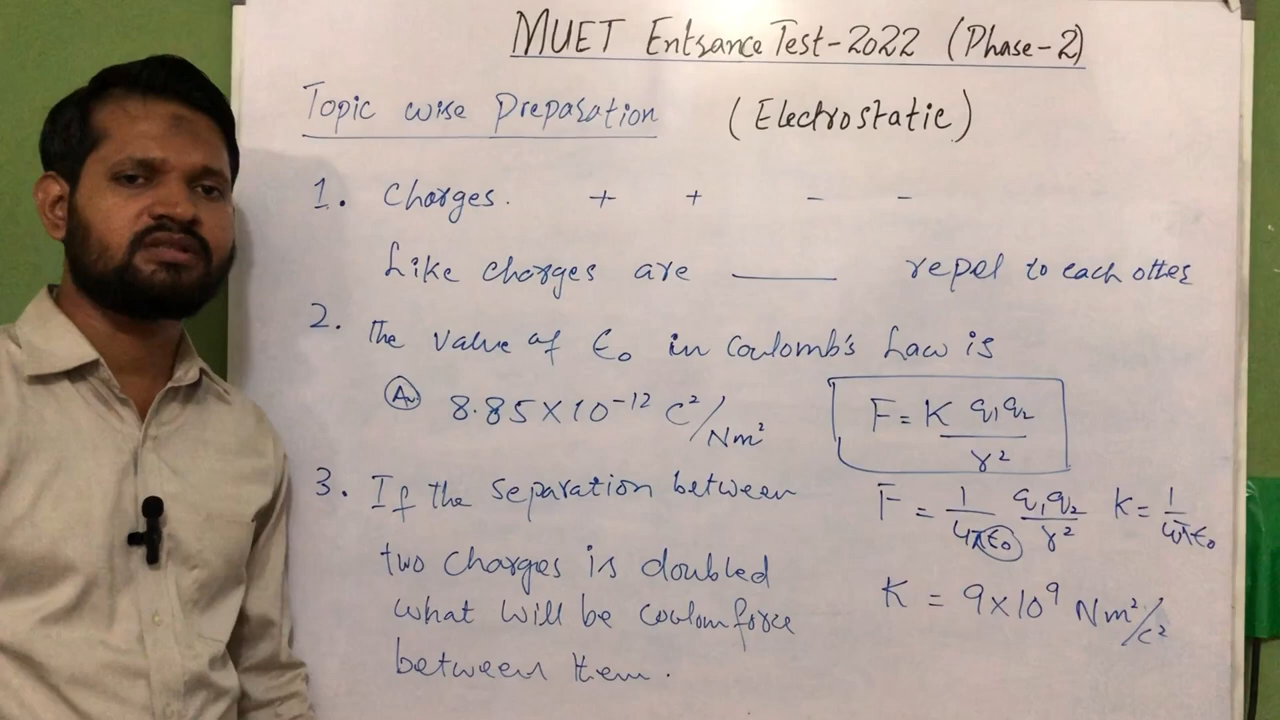 MUET Entrance Test-2022 (Phase-2)
Topic wise Preparation (Electrostatic)
1. Charges. + + - -
Like charges are ______ repel to each other
2. The value of ε₀ in Coulomb's Law is
A. 8.85×10⁻¹² C²/Nm²
F = K q₁q₂/r²
3. If the separation between
two charges is doubled
what will be coulom force
between them.
F = 1/4πε₀ q₁q₂/r² K = 1/4πε₀
K = 9×10⁹ Nm²/c²